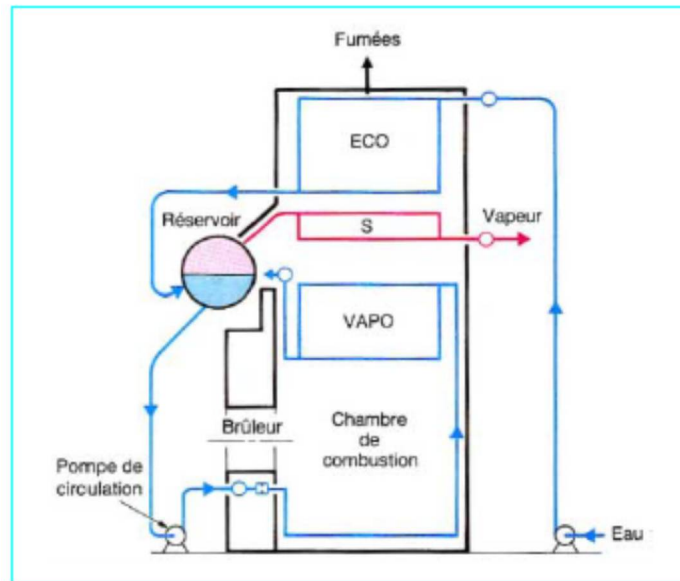 Fumées
ECO
Réservoir
S
Vapeur
VAPO
Brûleur
Chambre
de
combustion
Pompe de
circulation
Eau